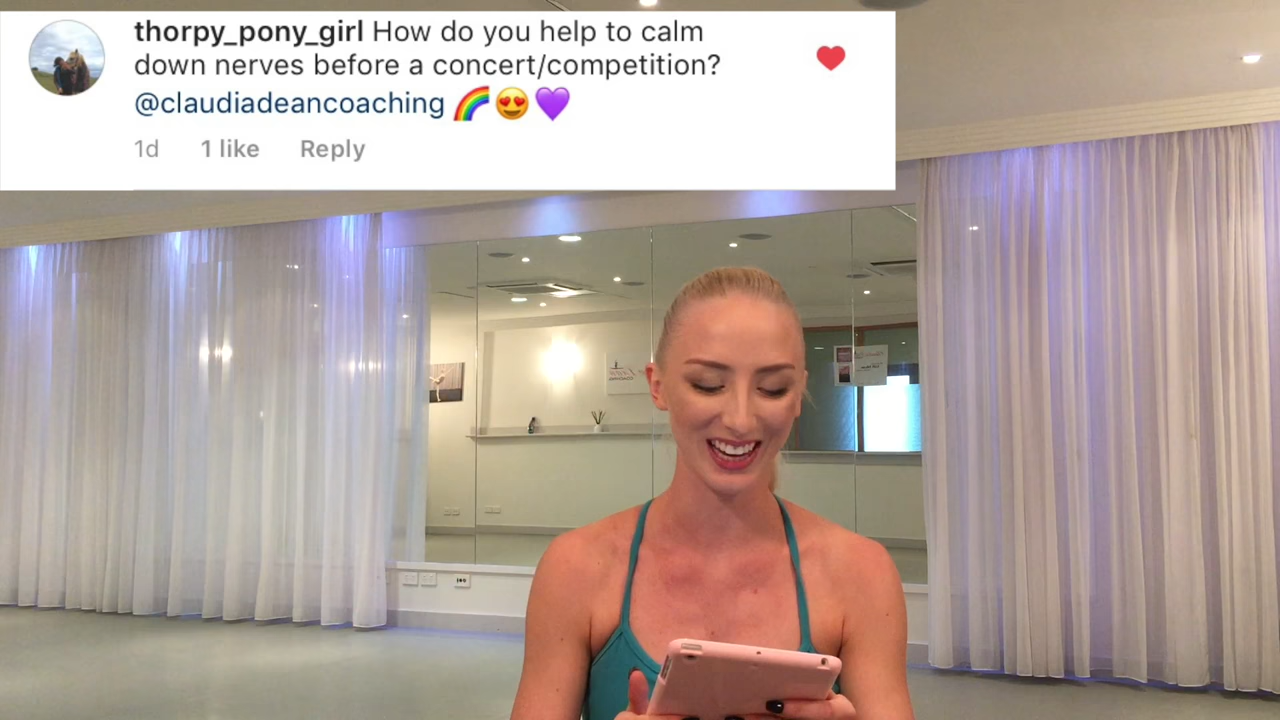 thorpy_pony_girl How do you help to calm
down nerves before a concert/competition?
@claudiadeancoaching 🌈😍💜
1d 1 like Reply